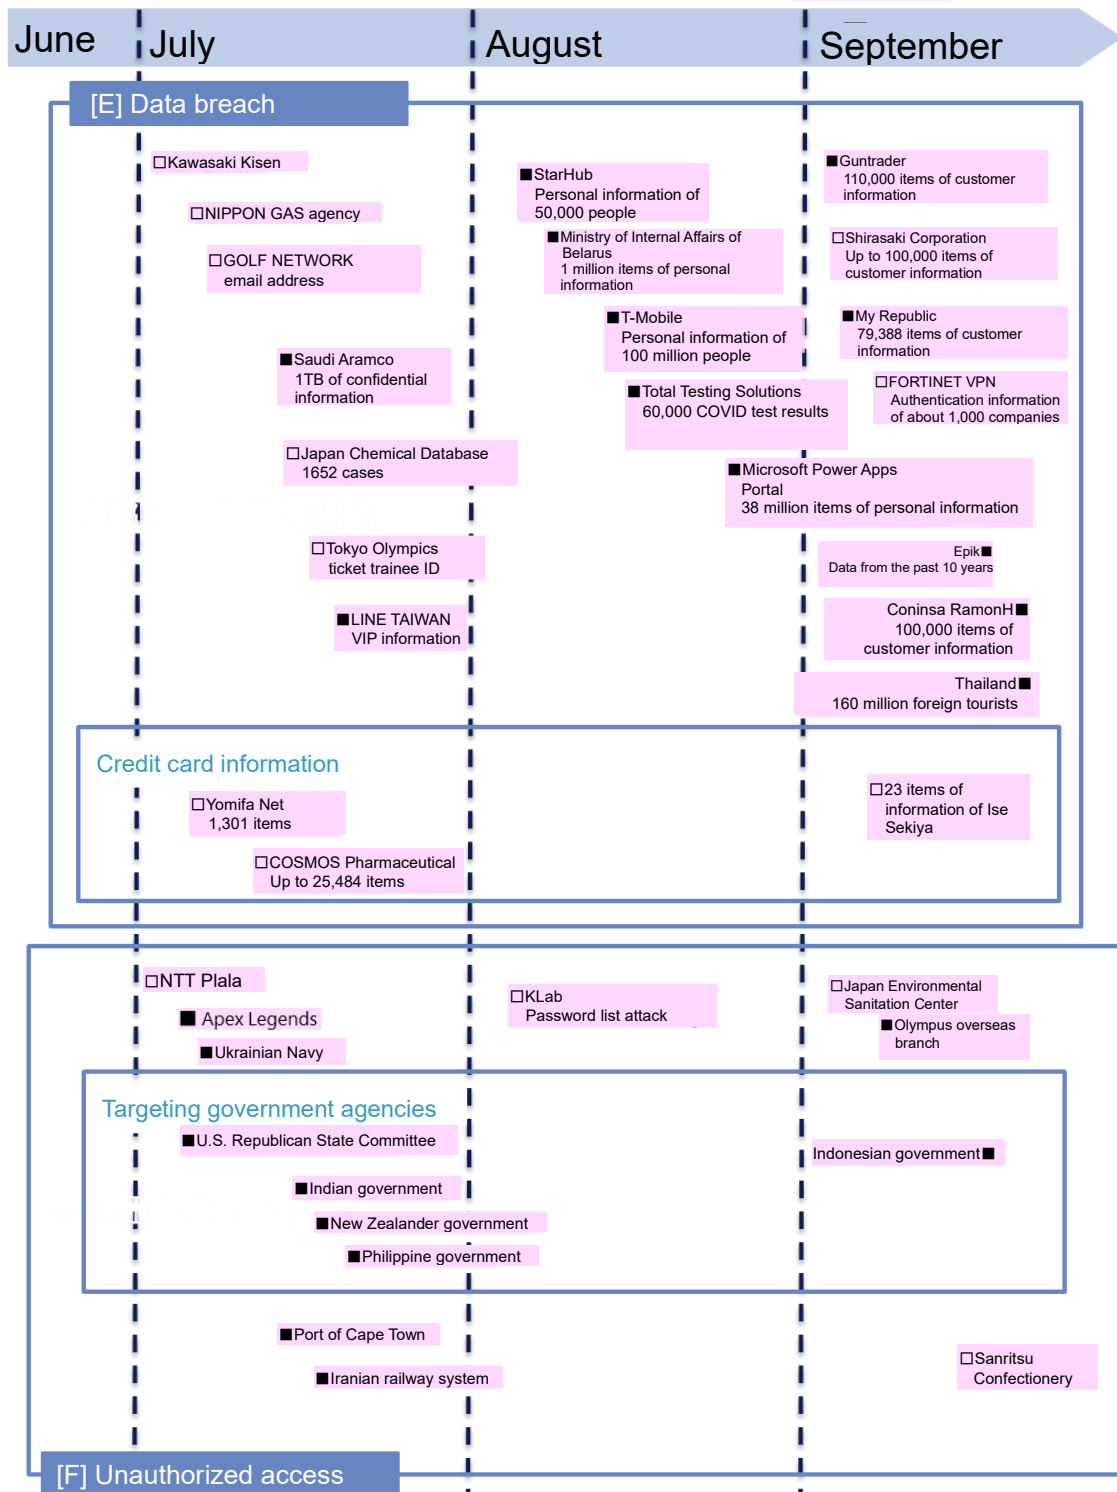 June
July
August
September
[E] Data breach
□Kawasaki Kisen
□NIPPON GAS agency
□GOLF NETWORK
email address
■Saudi Aramco
1TB of confidential
information
□Japan Chemical Database
1652 cases
□Tokyo Olympics
ticket trainee ID
■LINE TAIWAN
VIP information
■StarHub
Personal information of
50,000 people
■Ministry of Internal Affairs of
Belarus
1 million items of personal
information
■T-Mobile
Personal information of
100 million people
■Total Testing Solutions
60,000 COVID test results
■Microsoft Power Apps
Portal
38 million items of personal information
■Guntrader
110,000 items of customer
information
□Shirasaki Corporation
Up to 100,000 items of
customer information
■My Republic
79,388 items of customer
information
□FORTINET VPN
Authentication information
of about 1,000 companies
Epik■
Data from the past 10 years
Coninsa RamonH■
100,000 items of
customer information
Thailand■
160 million foreign tourists
Credit card information
□Yomifa Net
1,301 items
□COSMOS Pharmaceutical
Up to 25,484 items
□23 items of
information of Ise
Sekiya
□NTT Plala
■ Apex Legends
■Ukrainian Navy
□KLab
Password list attack
□Japan Environmental
Sanitation Center
■Olympus overseas
branch
Targeting government agencies
■U.S. Republican State Committee
■Indian government
■New Zealander government
■Philippine government
Indonesian government■
■Port of Cape Town
■Iranian railway system
□Sanritsu
Confectionery
[F] Unauthorized access